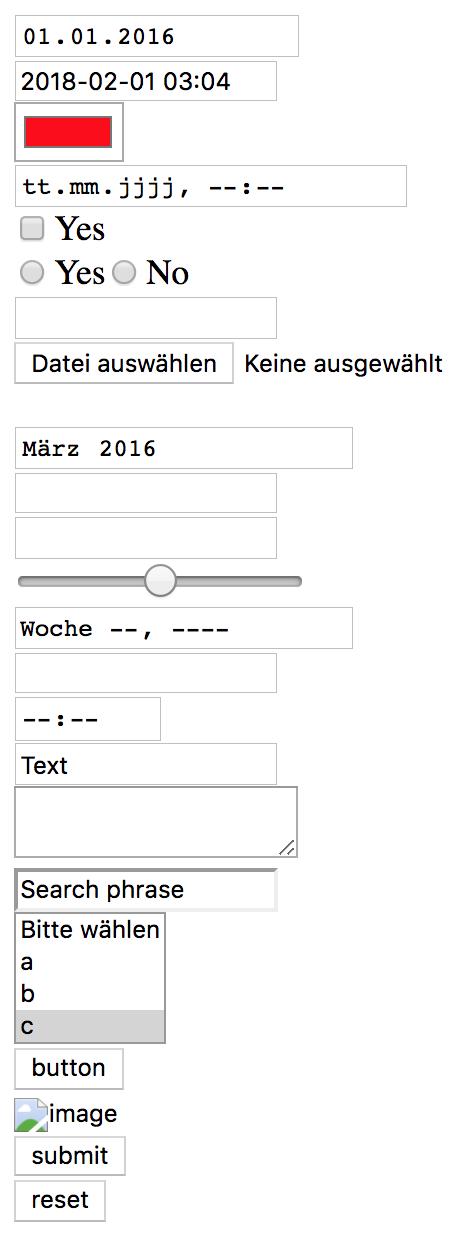 01.01.2016
2018-02-01 03:04
tt.mm.jjjj, --:--
Yes
Yes No
Datei auswählen Keine ausgewählt
März 2016
Woche --, ----
--:--
Text
Search phrase
Bitte wählen
a
b
c
button
image
submit
reset